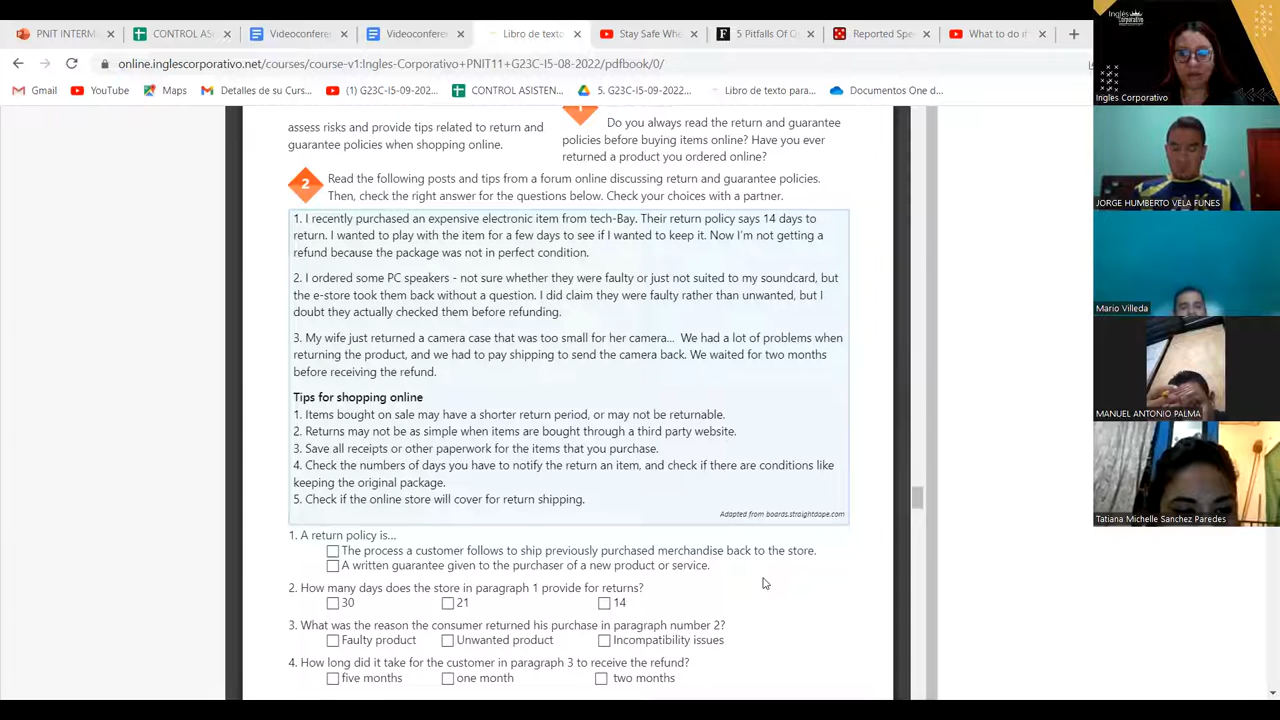 PNIT INTERM
CONTROL AS
Videoconfere
Videoconfere
Libro de texto
Stay Safe Whe
5 Pitfalls Of G
Reported Spe
What to do if
online.inglescorporativo.net/courses/course-v1:Ingles-Corporativo+PNIT11+G23C-I5-08-2022/pdfbook/0/
Gmail
YouTube
Maps
Detalles de su Curs...
(1) G23C-I5-09-202...
CONTROL ASISTEN...
5. G23C-I5-09-2022...
Libro de texto para...
Documentos One d...
assess risks and provide tips related to return and
guarantee policies when shopping online.
1
Do you always read the return and guarantee
policies before buying items online? Have you ever
returned a product you ordered online?
2
Read the following posts and tips from a forum online discussing return and guarantee policies.
Then, check the right answer for the questions below. Check your choices with a partner.
1. I recently purchased an expensive electronic item from tech-Bay. Their return policy says 14 days to
return. I wanted to play with the item for a few days to see if I wanted to keep it. Now I'm not getting a
refund because the package was not in perfect condition.
2. I ordered some PC speakers - not sure whether they were faulty or just not suited to my soundcard, but
the e-store took them back without a question. I did claim they were faulty rather than unwanted, but I
doubt they actually checked them before refunding.
3. My wife just returned a camera case that was too small for her camera... We had a lot of problems when
returning the product, and we had to pay shipping to send the camera back. We waited for two months
before receiving the refund.
Tips for shopping online
1. Items bought on sale may have a shorter return period, or may not be returnable.
2. Returns may not be as simple when items are bought through a third party website.
3. Save all receipts or other paperwork for the items that you purchase.
4. Check the numbers of days you have to notify the return an item, and check if there are conditions like
keeping the original package.
5. Check if the online store will cover for return shipping.
Adapted from boards.straightdope.com
1. A return policy is...
The process a customer follows to ship previously purchased merchandise back to the store.
A written guarantee given to the purchaser of a new product or service.
2. How many days does the store in paragraph 1 provide for returns?
30 21 14
3. What was the reason the consumer returned his purchase in paragraph number 2?
Faulty product Unwanted product Incompatibility issues
4. How long did it take for the customer in paragraph 3 to receive the refund?
five months one month two months
Inglés
Corporativo
Ingles Corporativo
JORGE HUMBERTO VELA FUNES
Mario Villeda
MANUEL ANTONIO PALMA
Tatiana Michelle Sanchez Paredes